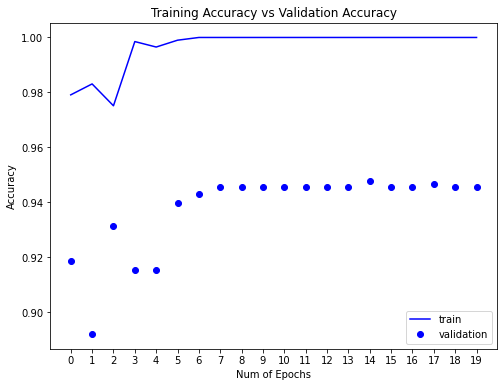 Training Accuracy vs Validation Accuracy
1.00
0.98
0.96
0.94
0.92
0.90
Accuracy
train
validation
0 1 2 3 4 5 6 7 8 9 10 11 12 13 14 15 16 17 18 19
Num of Epochs